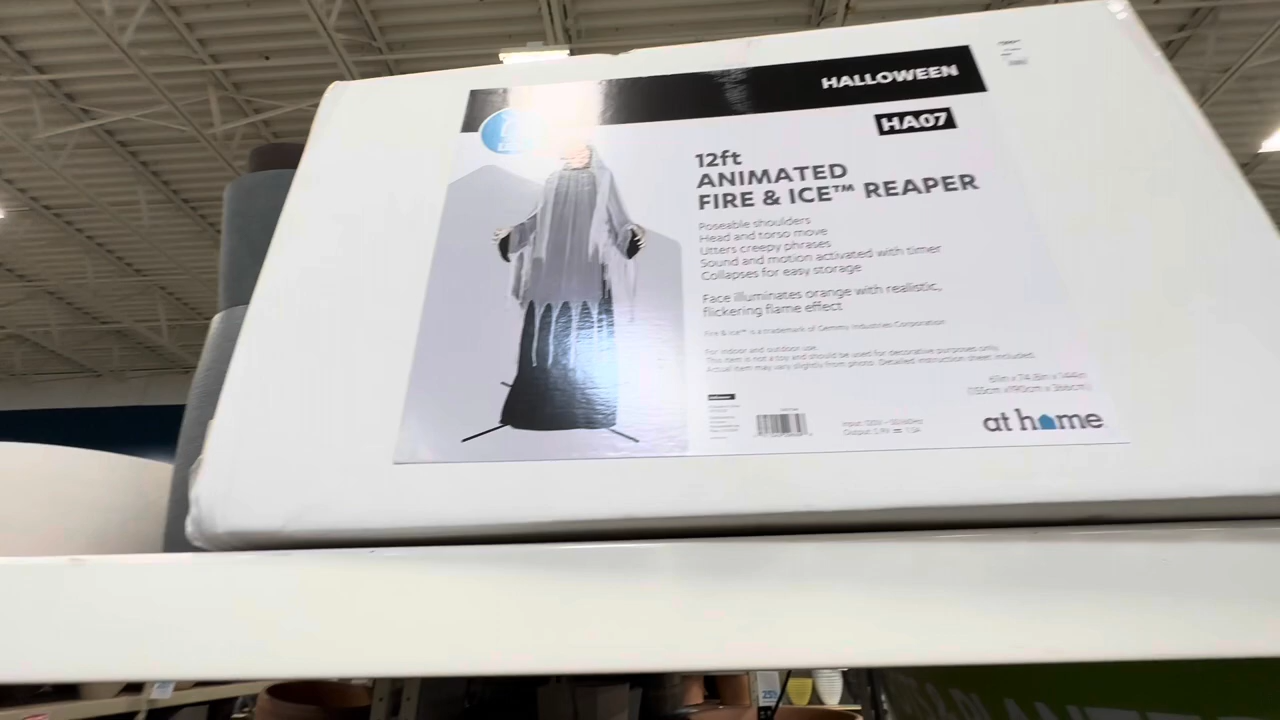 HALLOWEEN
HA07
12ft
ANIMATED
FIRE & ICE™ REAPER
Poseable shoulders
Head and torso move
Utters creepy phrases
Sound and motion activated with timer
Collapses for easy storage
Face illuminates orange with realistic,
flickering flame effect
Fire & Ice™ is a trademark of Gemmy Industries Corporation
For indoor and outdoor use.
This item is not a toy and should be used for decorative purposes only.
Actual item may vary slightly from photo. Detailed instruction sheet included.
at home
25%